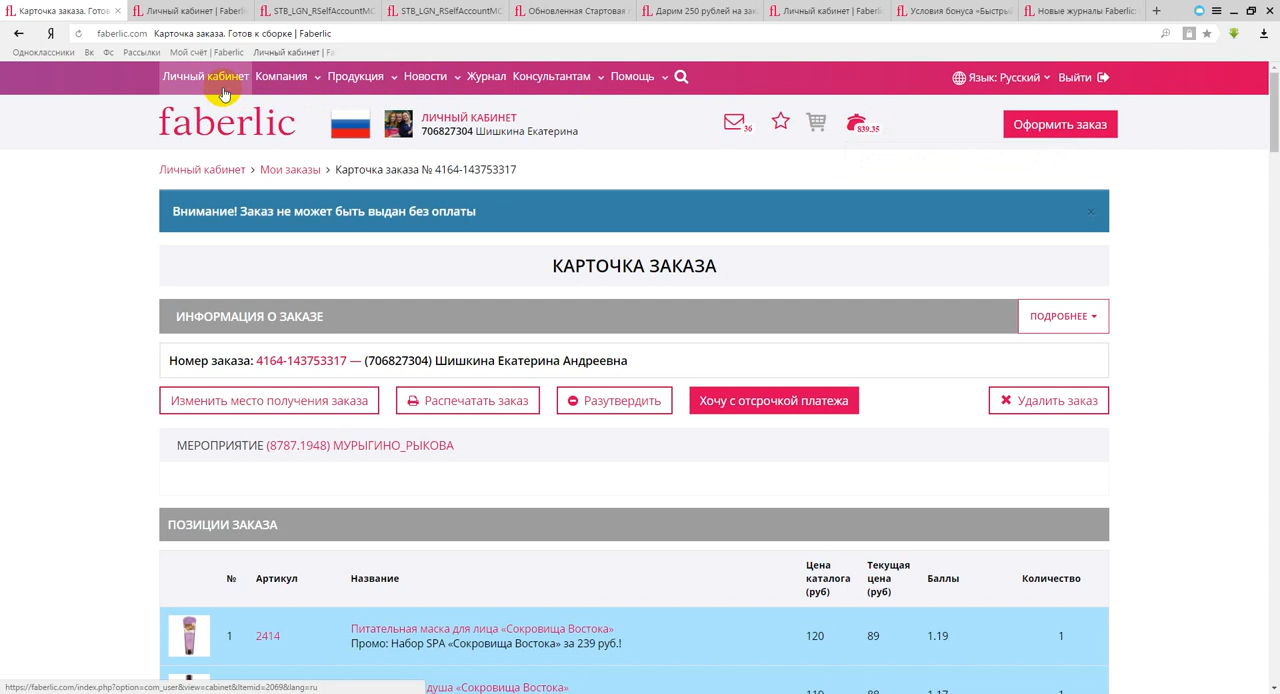 Карточка заказа. Готов
Личный кабинет | Faberlic
STB_LGN_RSelfAccountMC
STB_LGN_RSelfAccountMC
Обновленная Стартовая
Дарим 250 рублей на зак
Личный кабинет | Faberlic
Условия бонуса «Быстры
Новые журналы Faberlic
Я faberlic.com Карточка заказа. Готов к сборке | Faberlic
Одноклассники Вк Фс Рассылки Мой счёт | Faberlic Личный кабинет | Fa
Личный кабинет Компания Продукция Новости Журнал Консультантам Помощь Язык: Русский Выйти
faberlic
ЛИЧНЫЙ КАБИНЕТ
706827304 Шишкина Екатерина
36
839.35
Оформить заказ
Личный кабинет > Мои заказы > Карточка заказа № 4164-143753317
Внимание! Заказ не может быть выдан без оплаты ×
КАРТОЧКА ЗАКАЗА
ИНФОРМАЦИЯ О ЗАКАЗЕ ПОДРОБНЕЕ
Номер заказа: 4164-143753317 — (706827304) Шишкина Екатерина Андреевна
Изменить место получения заказа Распечатать заказ Разутвердить Хочу с отсрочкой платежа Удалить заказ
МЕРОПРИЯТИЕ (8787.1948) МУРЫГИНО_РЫКОВА
ПОЗИЦИИ ЗАКАЗА
№ Артикул Название Цена каталога (руб) Текущая цена (руб) Баллы Количество
1 2414 Питательная маска для лица «Сокровища Востока» 120 89 1.19 1
Промо: Набор SPA «Сокровища Востока» за 239 руб.!
https://faberlic.com/index.php?option=com_user&view=cabinet&Itemid=2069&lang=ru
душа «Сокровища Востока»